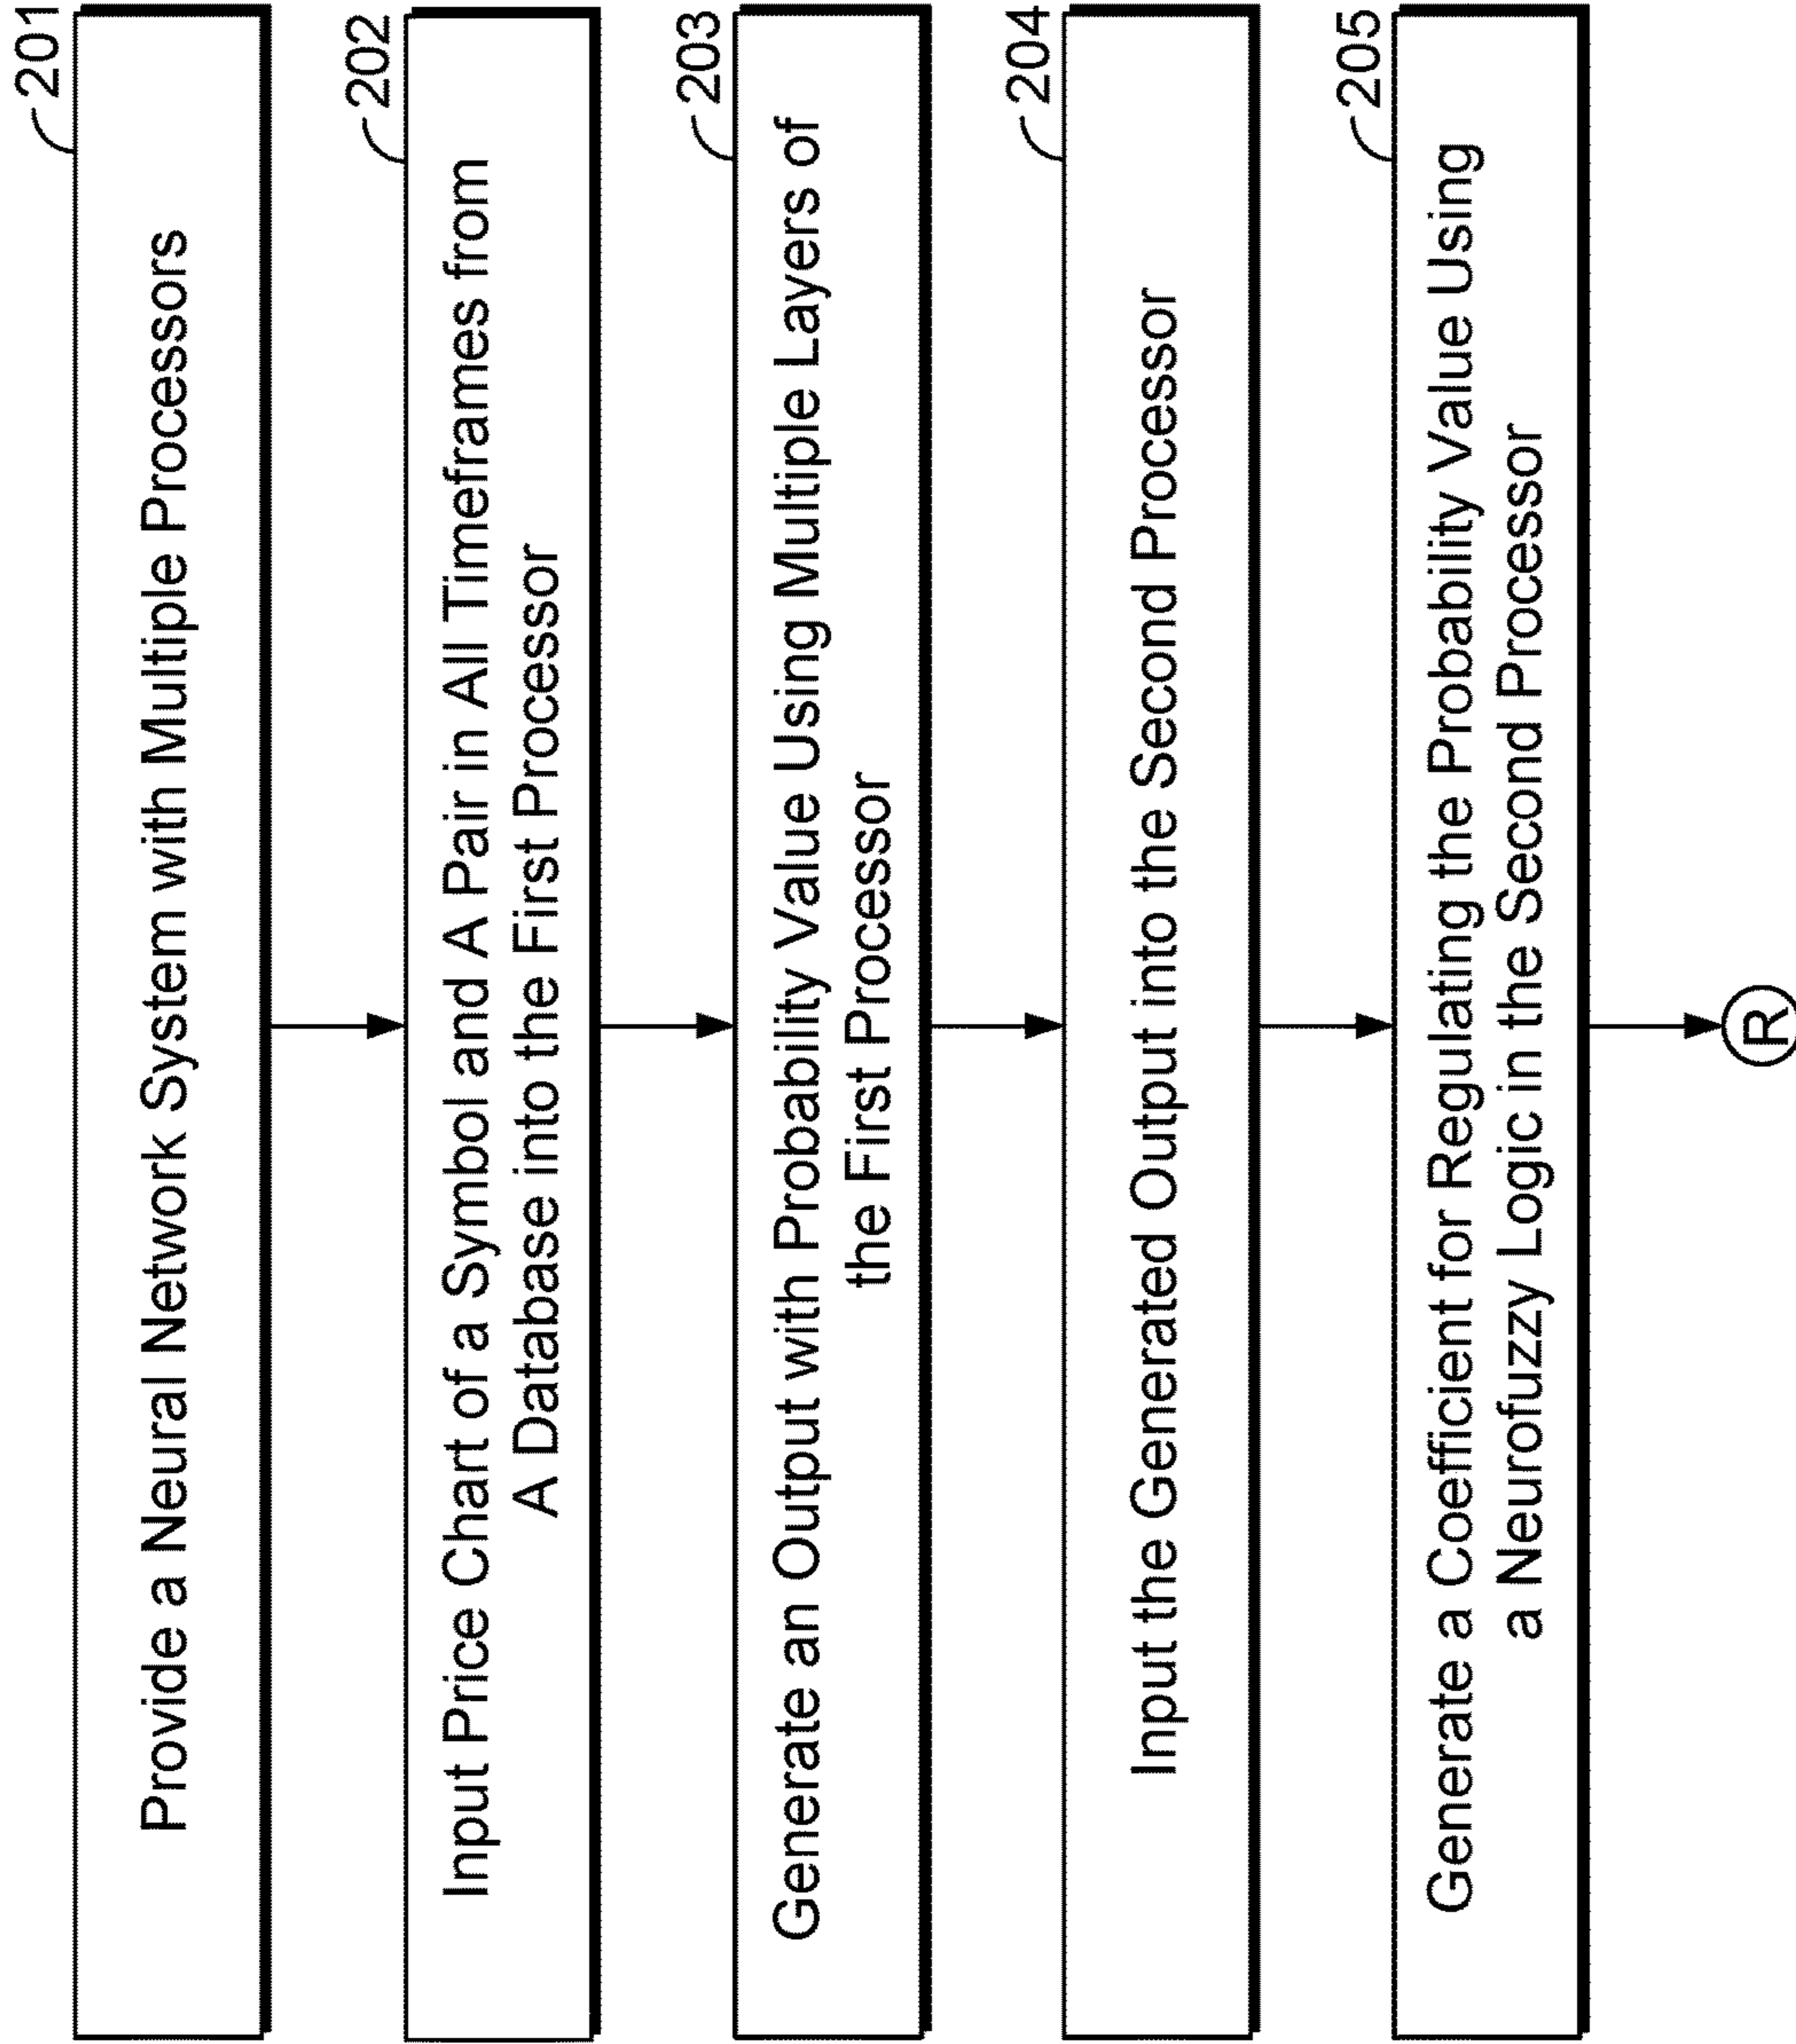 201
Provide a Neural Network System with Multiple Processors
202
Input Price Chart of a Symbol and A Pair in All Timeframes from
A Database into the First Processor
203
Generate an Output with Probability Value Using Multiple Layers of
the First Processor
204
Input the Generated Output into the Second Processor
205
Generate a Coefficient for Regulating the Probability Value Using
a Neurofuzzy Logic in the Second Processor
R